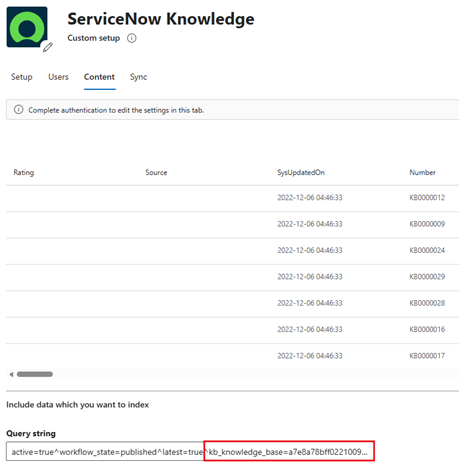 ServiceNow Knowledge
Custom setup
Setup Users Content Sync
Complete authentication to edit the settings in this tab.
Rating Source SysUpdatedOn Number
2022-12-06 04:46:33 KB0000012
2022-12-06 04:46:33 KB0000009
2022-12-06 04:46:33 KB0000024
2022-12-06 04:46:33 KB0000029
2022-12-06 04:46:33 KB0000028
2022-12-06 04:46:33 KB0000016
2022-12-06 04:46:33 KB0000017
Include data which you want to index
Query string
active=true^workflow_state=published^latest=true^kb_knowledge_base=a7e8a78bff0221009...